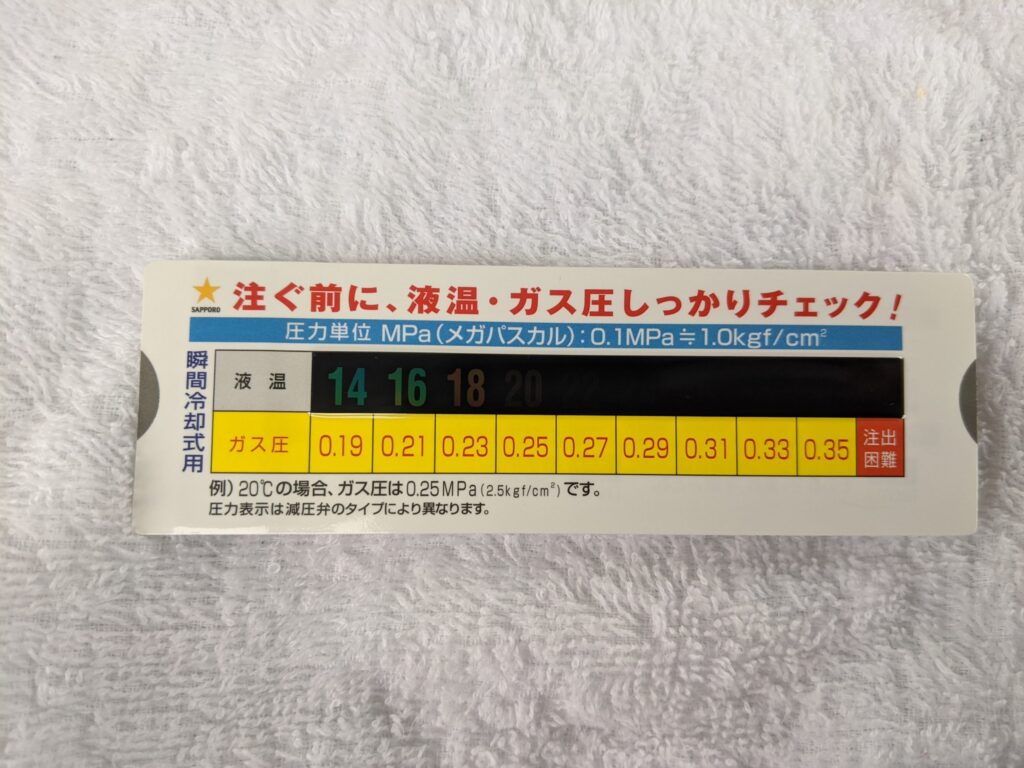 SAPPORO
注ぐ前に、液温・ガス圧しっかりチェック!
圧力単位 MPa(メガパスカル):0.1MPa≒1.0kgf/cm²
瞬間冷却式用
液温 14 16 18 20 22
ガス圧 0.19 0.21 0.23 0.25 0.27 0.29 0.31 0.33 0.35 注出困難
例)20℃の場合、ガス圧は0.25MPa(2.5kgf/cm²)です。
圧力表示は減圧弁のタイプにより異なります。